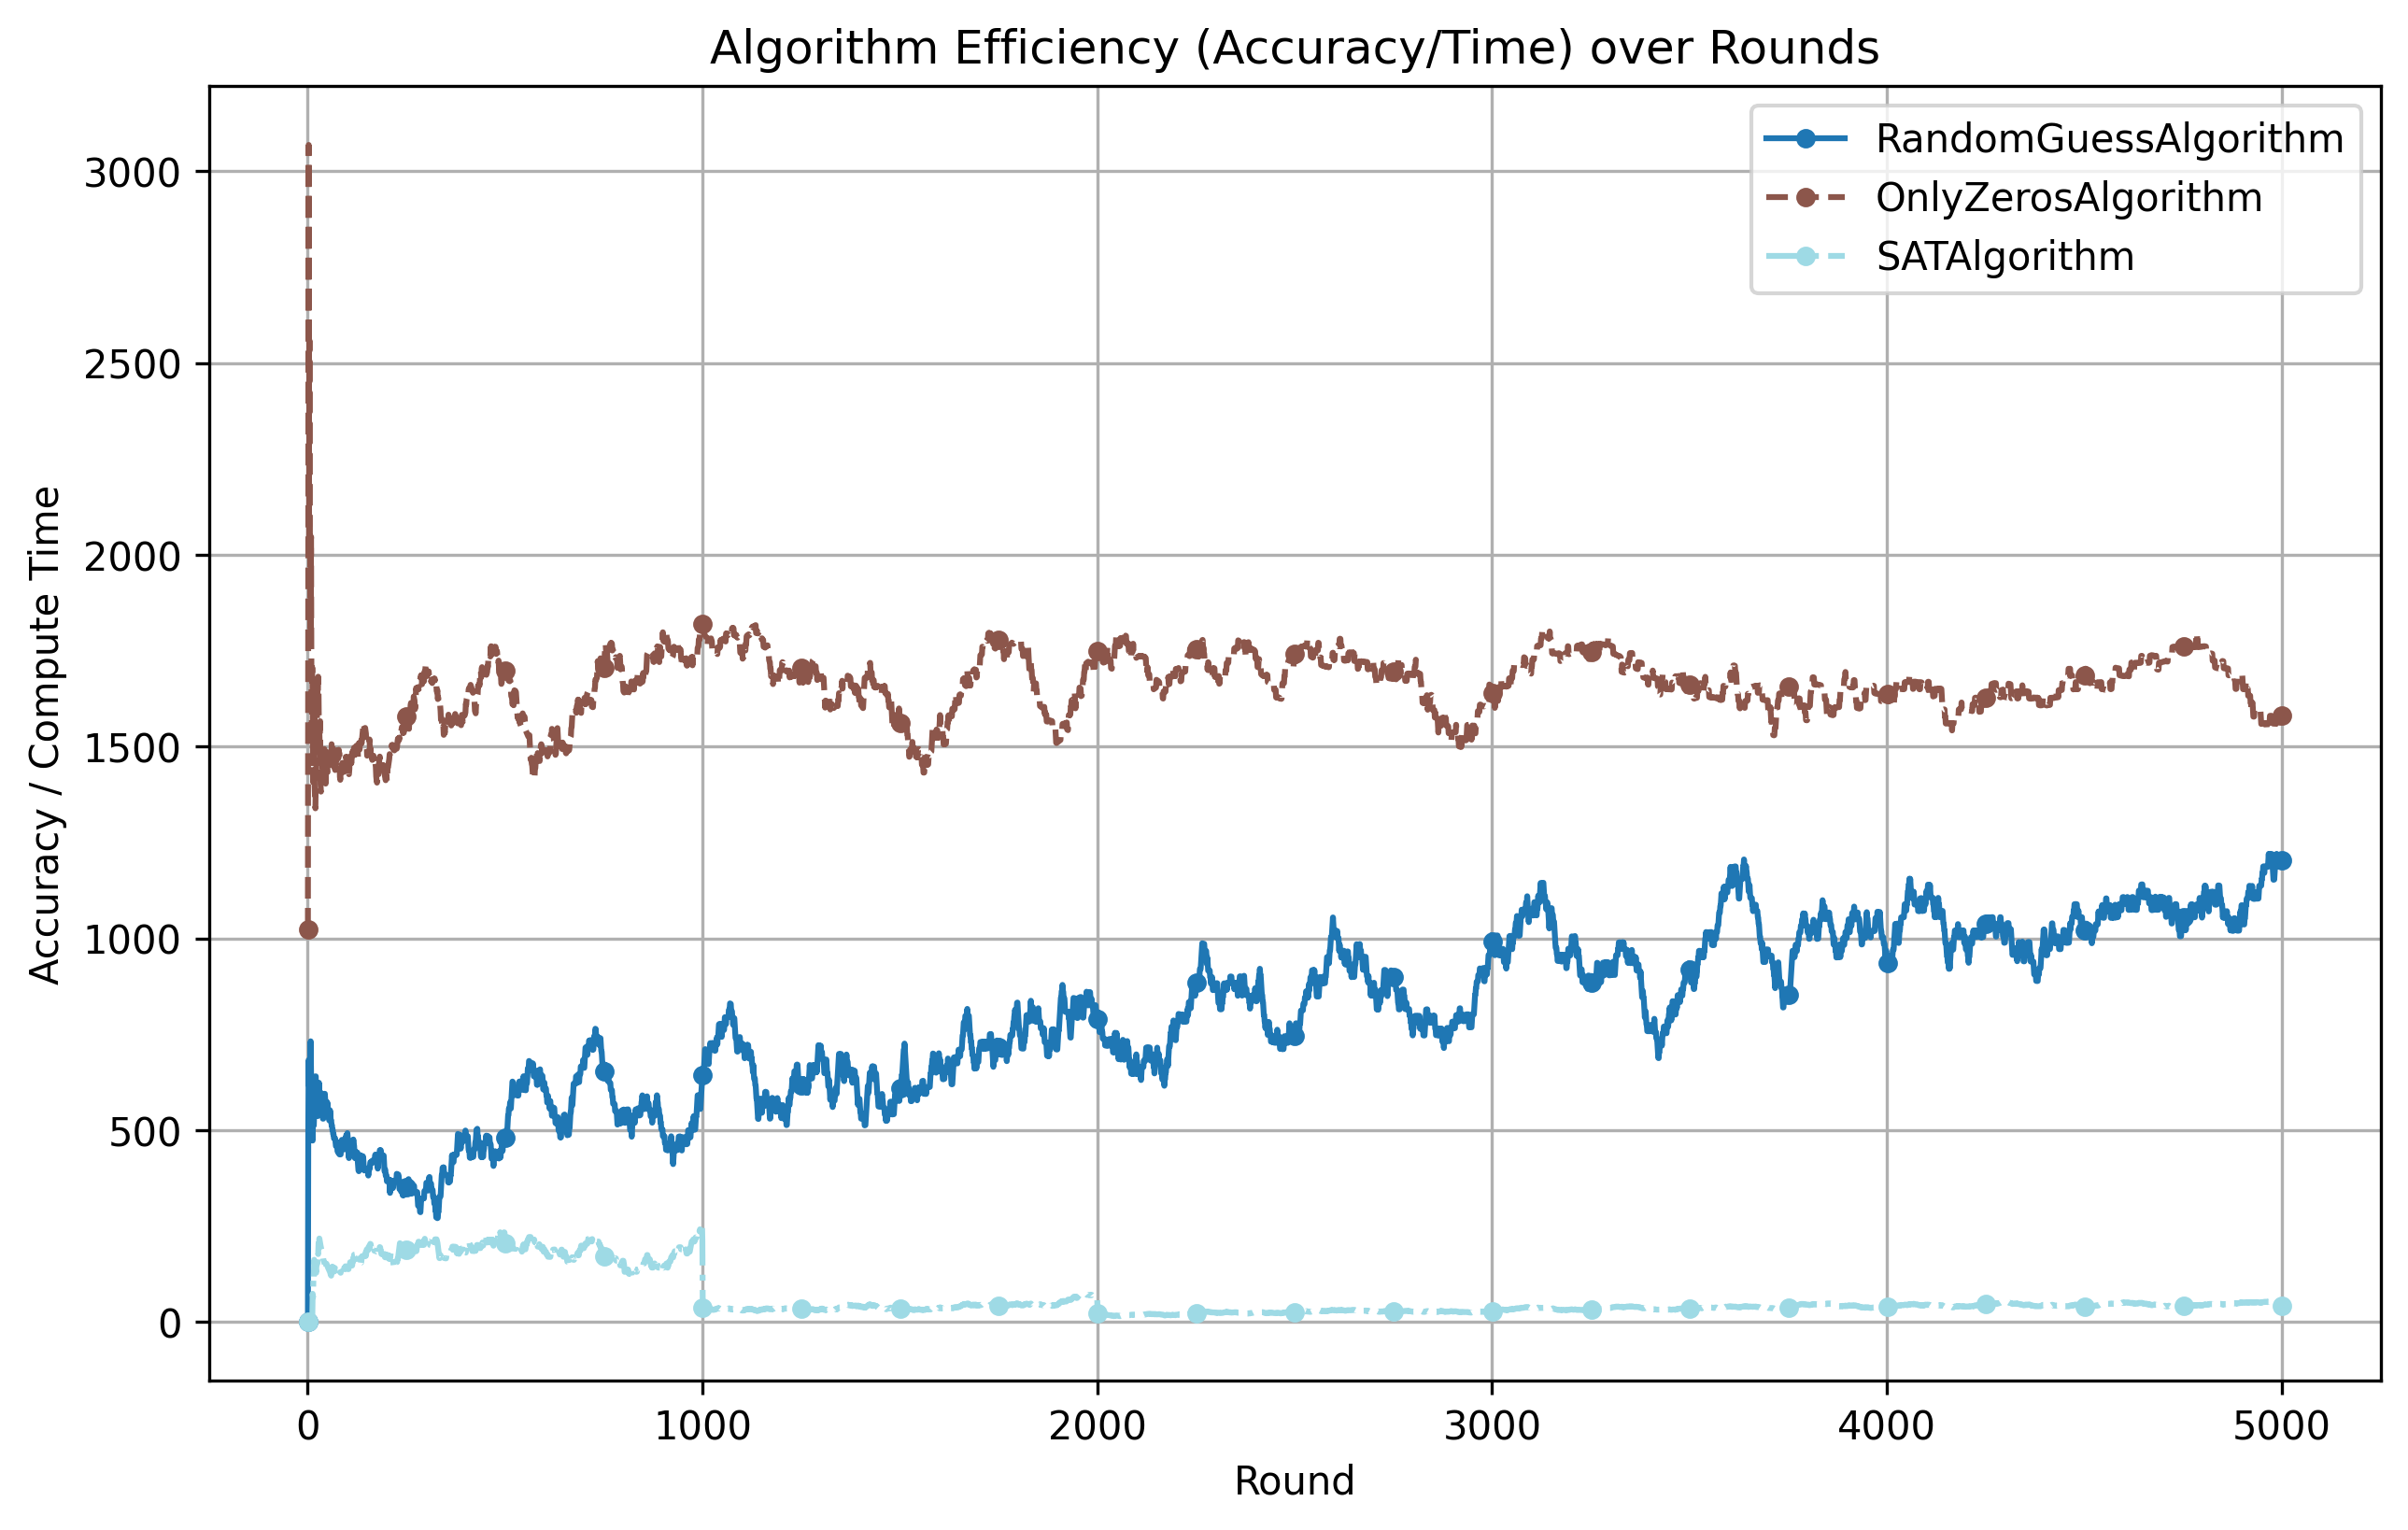 Algorithm Efficiency (Accuracy/Time) over Rounds
RandomGuessAlgorithm
OnlyZerosAlgorithm
SATAlgorithm
Accuracy / Compute Time
3000
2500
2000
1500
1000
500
0
0 1000 2000 3000 4000 5000
Round